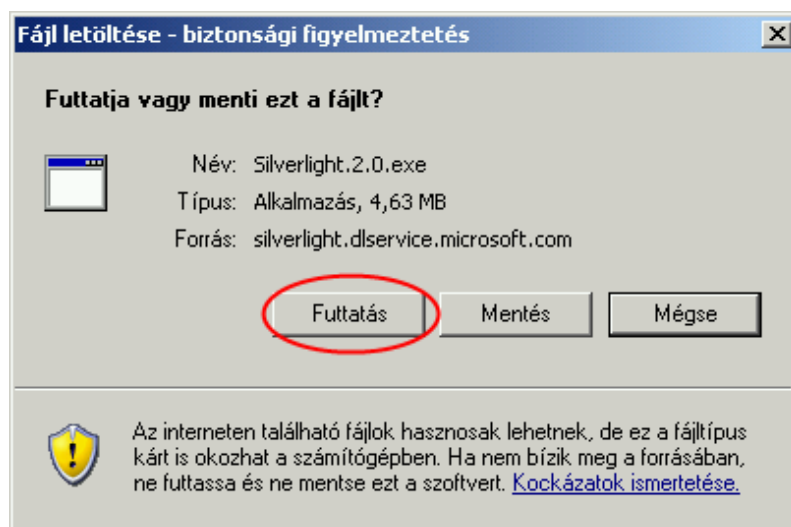 Fájl letöltése - biztonsági figyelmeztetés
Futtatja vagy menti ezt a fájlt?
Név: Silverlight.2.0.exe
Típus: Alkalmazás, 4,63 MB
Forrás: silverlight.dlservice.microsoft.com
Futtatás Mentés Mégse
Az interneten található fájlok hasznosak lehetnek, de ez a fájltípus
kárt is okozhat a számítógépben. Ha nem bízik meg a forrásában,
ne futtassa és ne mentse ezt a szoftvert. Kockázatok ismertetése.